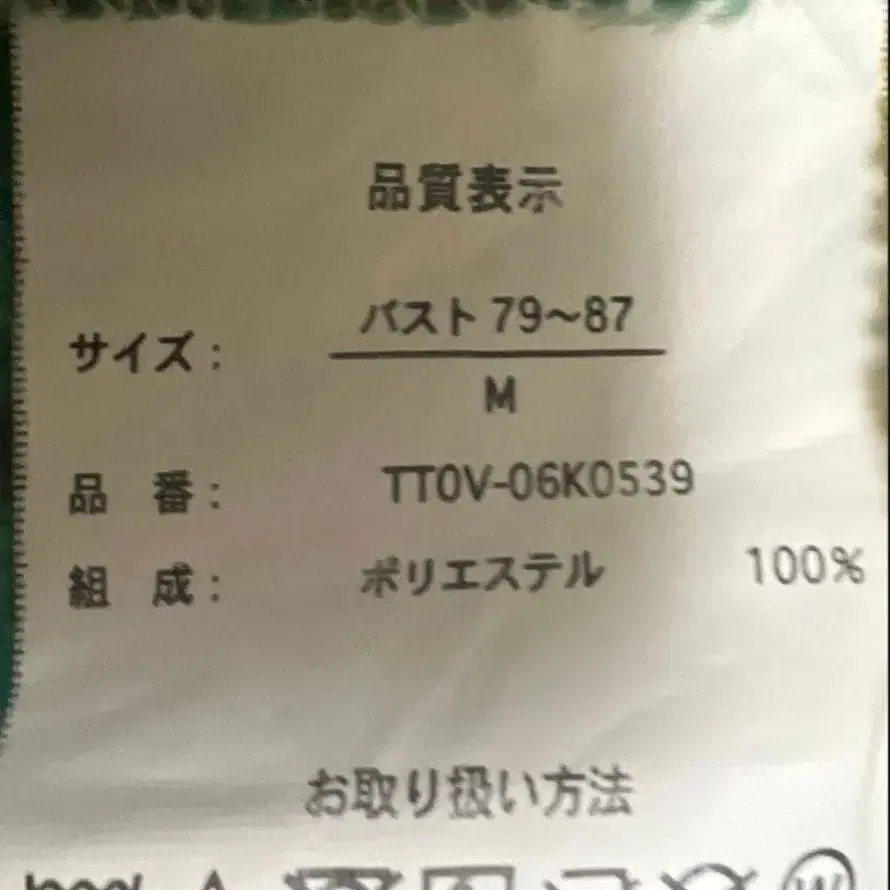 品質表示
サイズ: バスト 79〜87
M
品 番: TTOV-06K0539
組 成: ポリエステル 100%
お取り扱い方法